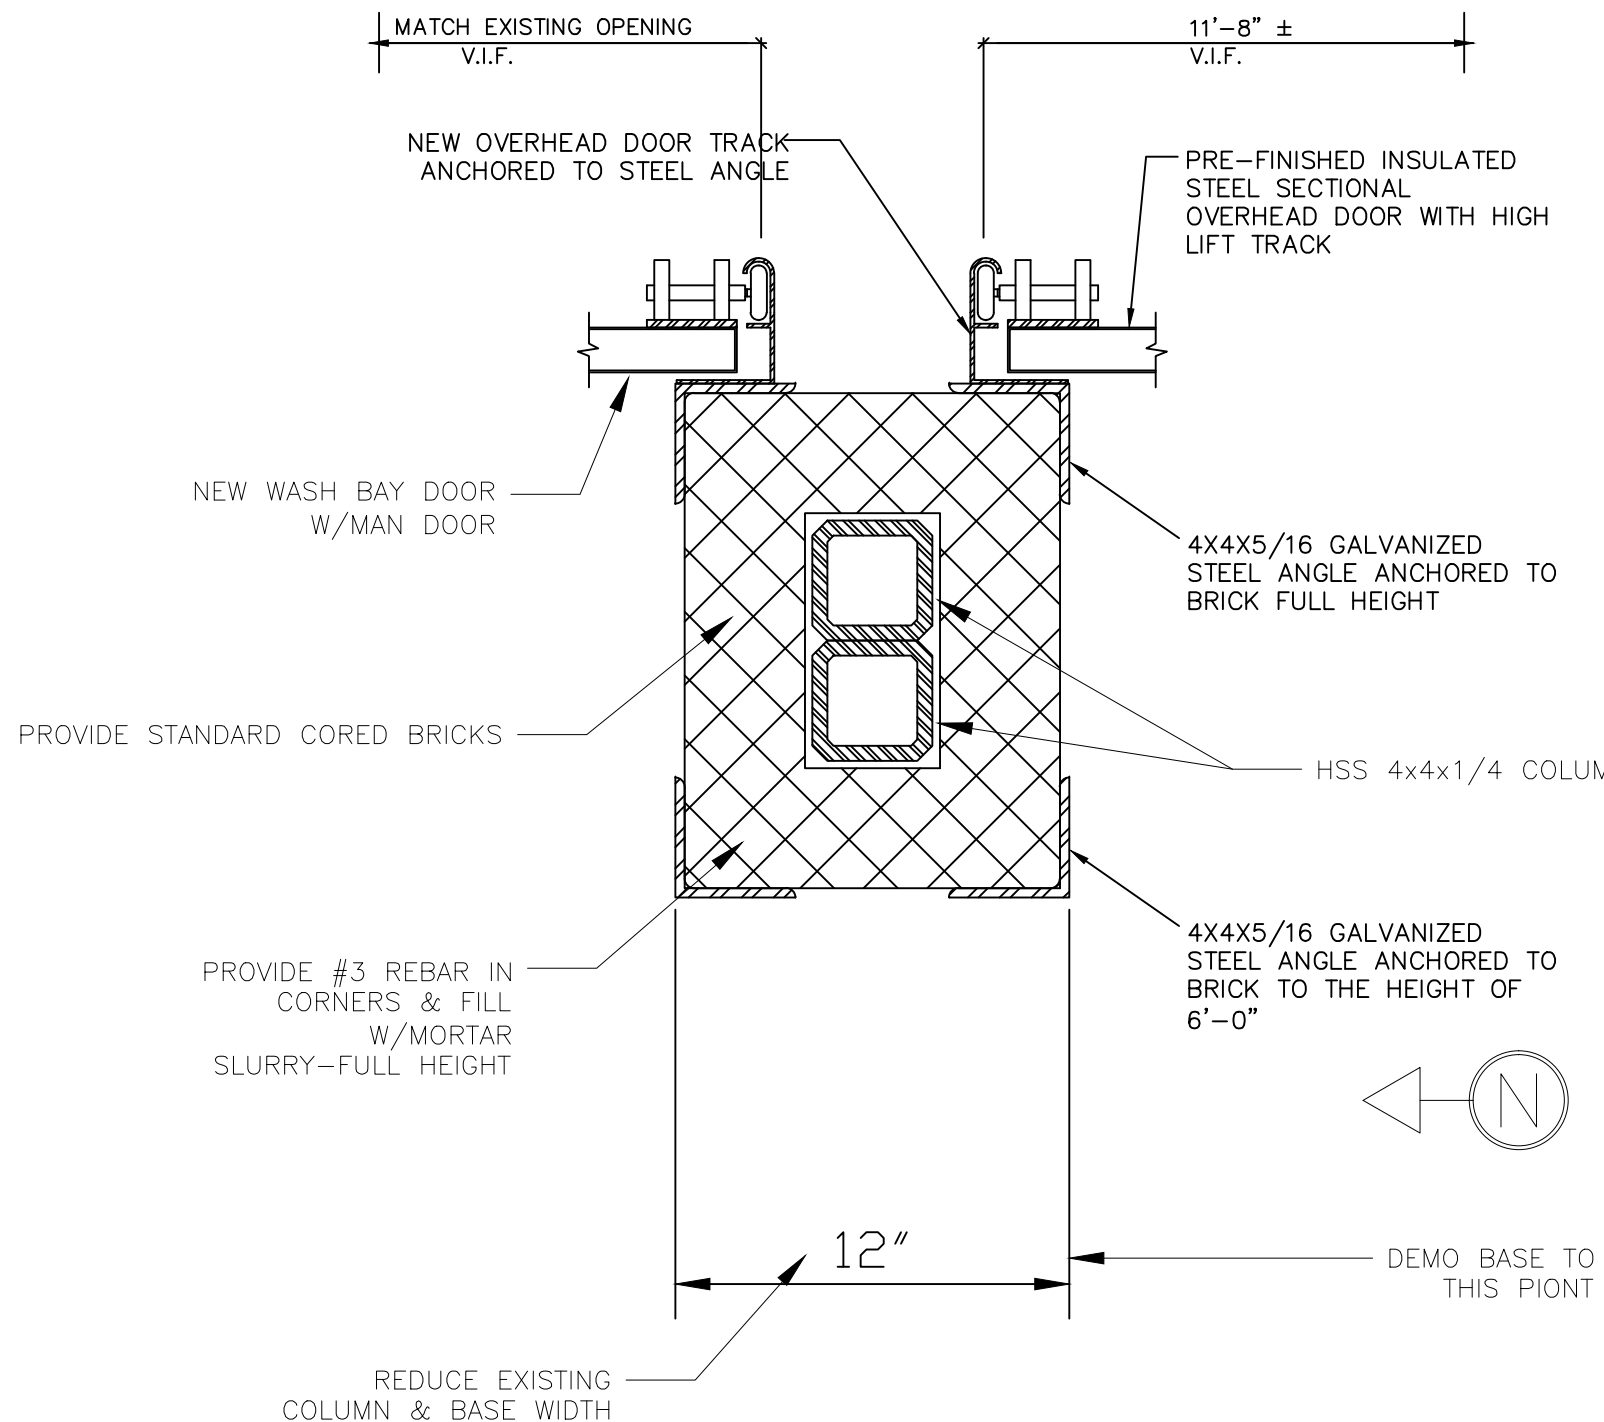 MATCH EXISTING OPENING
V.I.F.
11'-8" ±
V.I.F.
NEW OVERHEAD DOOR TRACK
ANCHORED TO STEEL ANGLE
PRE-FINISHED INSULATED
STEEL SECTIONAL
OVERHEAD DOOR WITH HIGH
LIFT TRACK
NEW WASH BAY DOOR
W/MAN DOOR
4X4X5/16 GALVANIZED
STEEL ANGLE ANCHORED TO
BRICK FULL HEIGHT
PROVIDE STANDARD CORED BRICKS
HSS 4x4x1/4
4X4X5/16 GALVANIZED
STEEL ANGLE ANCHORED TO
BRICK TO THE HEIGHT OF
6'-0"
PROVIDE #3 REBAR IN
CORNERS & FILL
W/MORTAR
SLURRY-FULL HEIGHT
N
12"
DEMO BASE TO
THIS PIONT
REDUCE EXISTING
COLUMN & BASE WIDTH